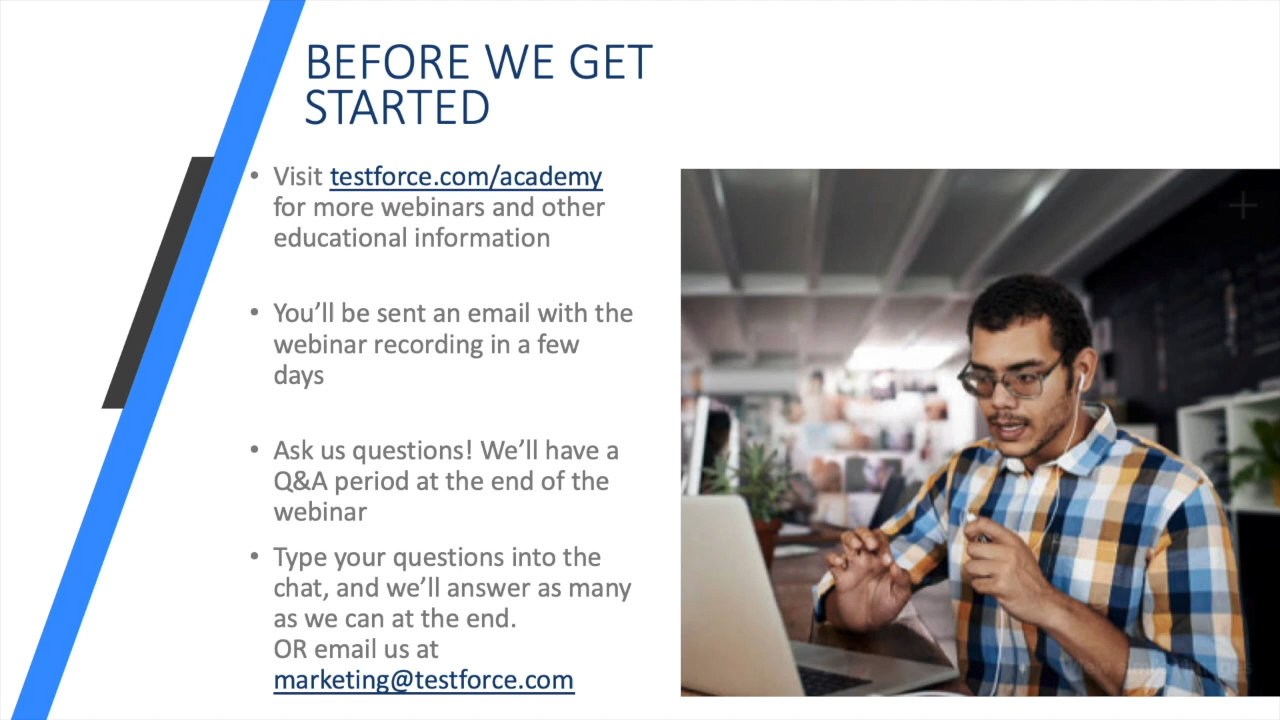 BEFORE WE GET
STARTED
• Visit testforce.com/academy
for more webinars and other
educational information
• You’ll be sent an email with the
webinar recording in a few
days
• Ask us questions! We’ll have a
Q&A period at the end of the
webinar
• Type your questions into the
chat, and we’ll answer as many
as we can at the end.
OR email us at
marketing@testforce.com